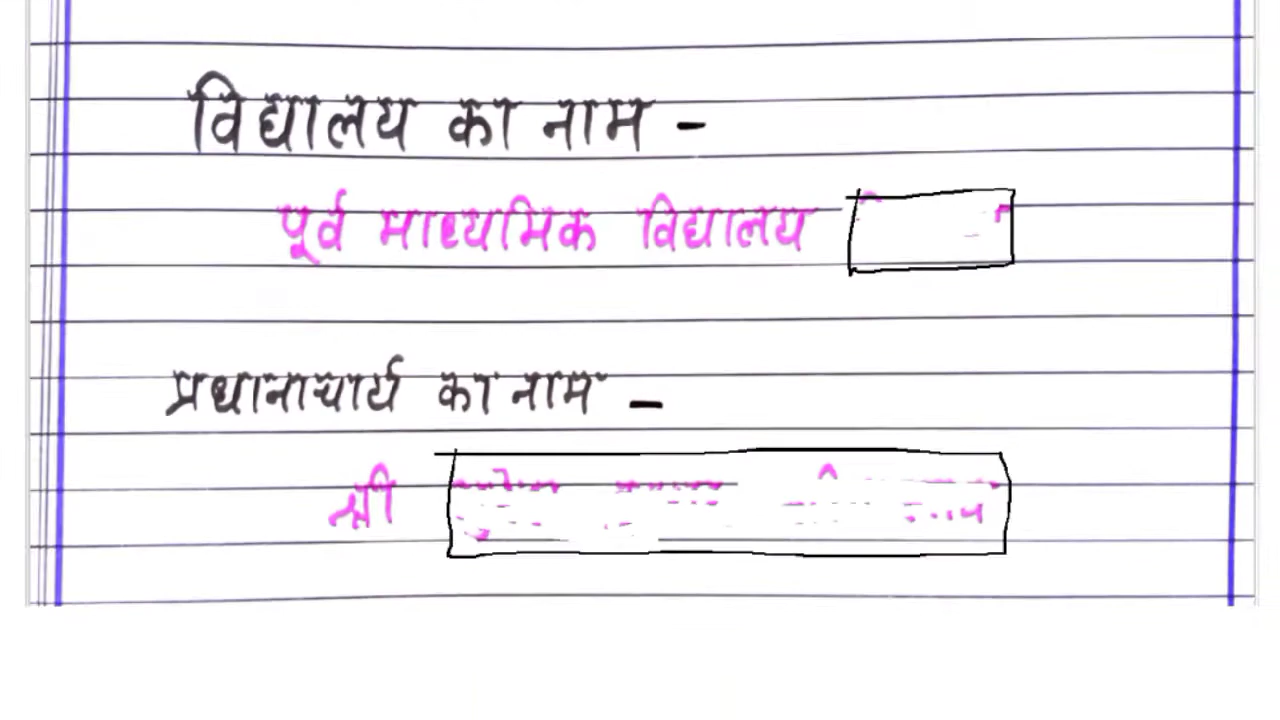 विद्यालय का नाम -
पूर्व माध्यमिक विद्यालय
प्रधानाचार्य का नाम -
श्री